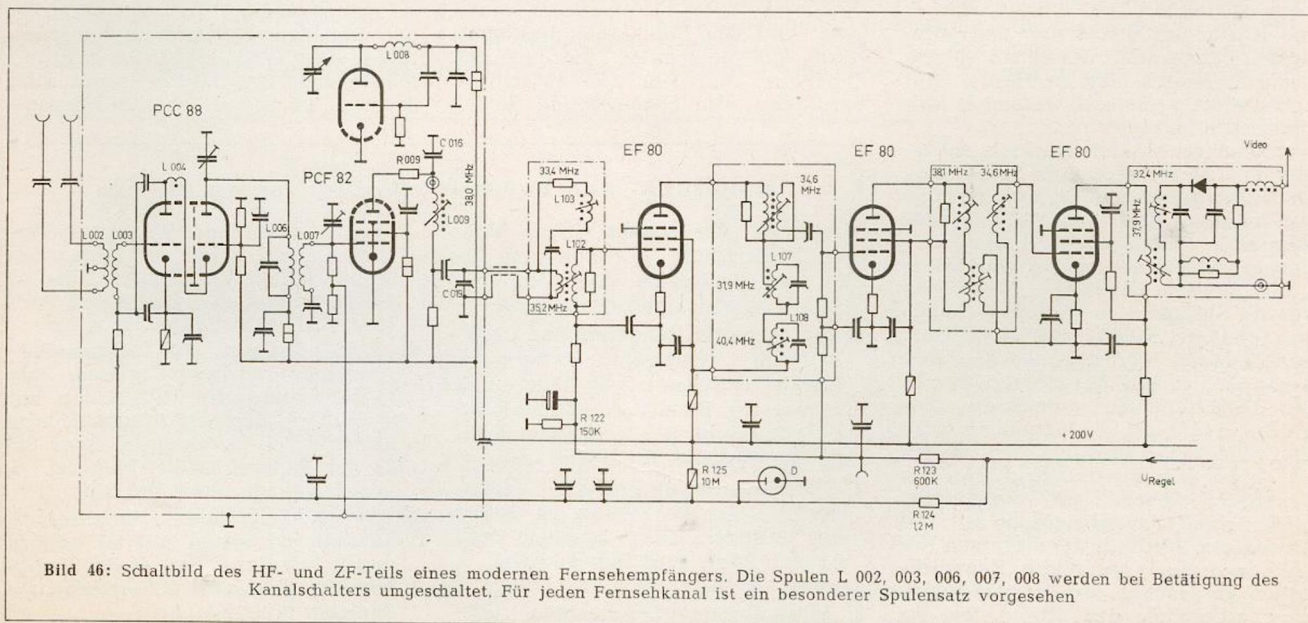 PCC 88
L 004
L 002
L 003
L 006
L 007
PCF 82
L 008
R 009
C 016
38,0 MHz
L 009
C 015
33,4 MHz
L 103
L 102
35,2 MHz
EF 80
34,6
MHz
L 107
31,9 MHz
L 108
40,4 MHz
EF 80
38,1 MHz
34,6 MHz
EF 80
32,4 MHz
37,9 MHz
Video
R 122
150K
R 125
10 M
D
+ 200V
R 123
600K
R 124
1,2 M
U Regel
Bild 46: Schaltbild des HF- und ZF-Teils eines modernen Fernsehempfängers. Die Spulen L 002, 003, 006, 007, 008 werden bei Betätigung des
Kanalschalters umgeschaltet. Für jeden Fernsehkanal ist ein besonderer Spulensatz vorgesehen